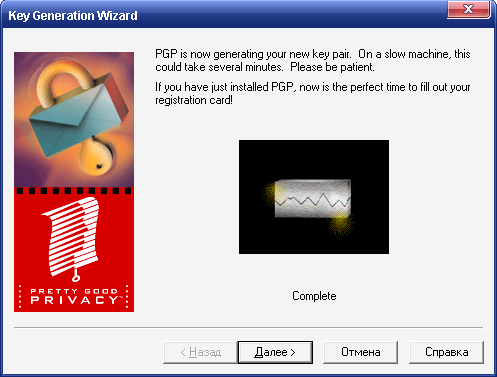 Key Generation Wizard
PGP is now generating your new key pair. On a slow machine, this
could take several minutes. Please be patient.
If you have just installed PGP, now is the perfect time to fill out your
registration card!
PRETTY GOOD
PRIVACY™
Complete
< Назад
Далее >
Отмена
Справка